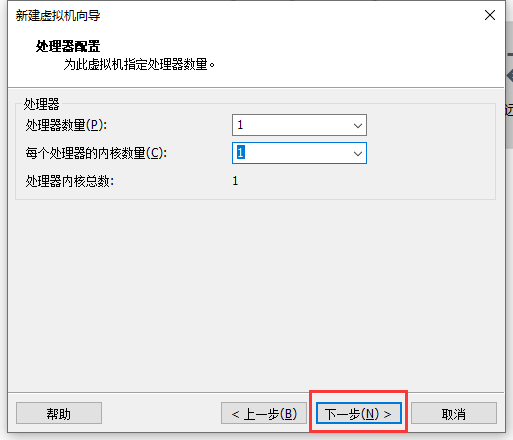 新建虚拟机向导
处理器配置
为此虚拟机指定处理器数量。
处理器
处理器数量(P): 1
每个处理器的内核数量(C): 1
处理器内核总数: 1
远
帮助 < 上一步(B) 下一步(N) > 取消